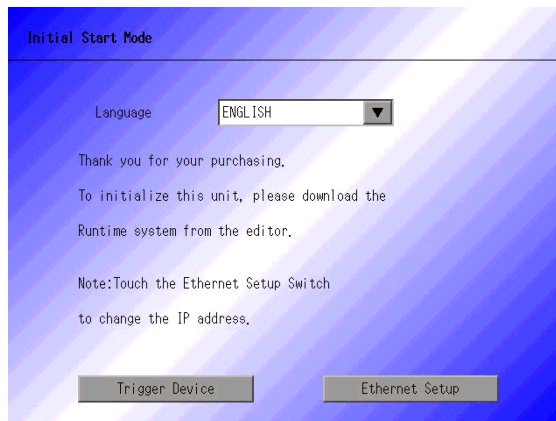 Initial Start Mode
Language ENGLISH
Thank you for your purchasing.
To initialize this unit, please download the
Runtime system from the editor.
Note:Touch the Ethernet Setup Switch
to change the IP address.
Trigger Device Ethernet Setup